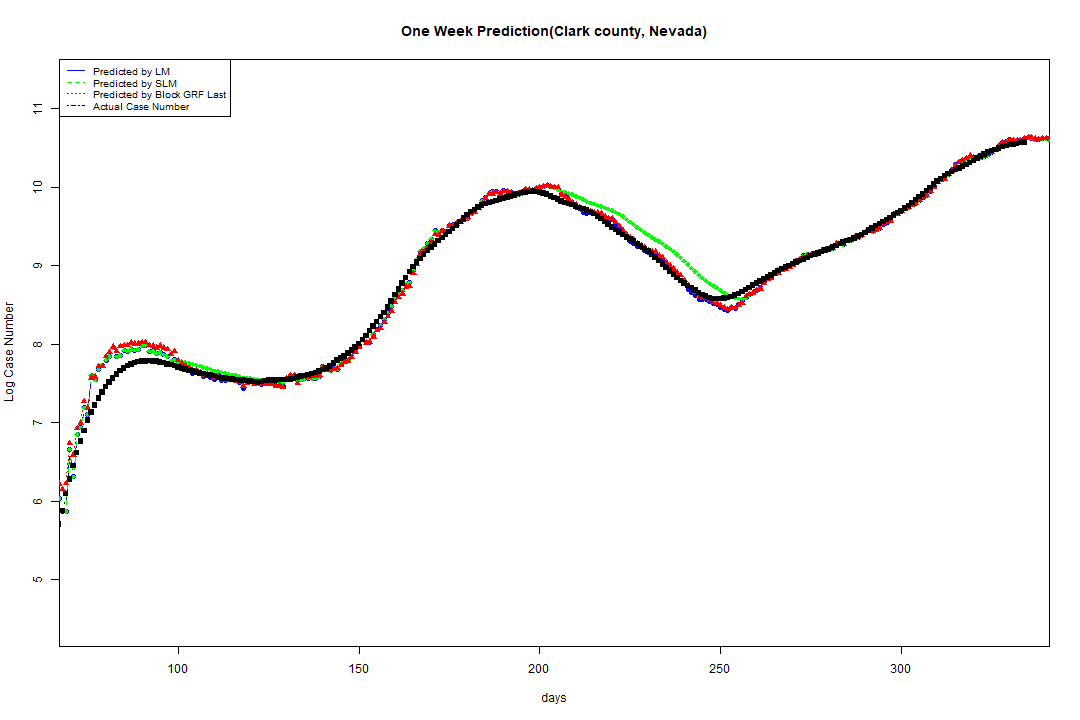 One Week Prediction(Clark county, Nevada)
Predicted by LM
Predicted by SLM
Predicted by Block GRF Last
Actual Case Number
11
10
9
8
7
6
5
Log Case Number
100 150 200 250 300
days